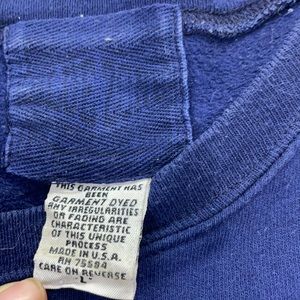 THIS GARMENT HAS
BEEN
GARMENT DYED
ANY IRREGULARITIES
OR FADING ARE
CHARACTERISTIC
OF THIS UNIQUE
PROCESS
MADE IN U.S.A.
RN 75584
CARE ON REVERSE
L